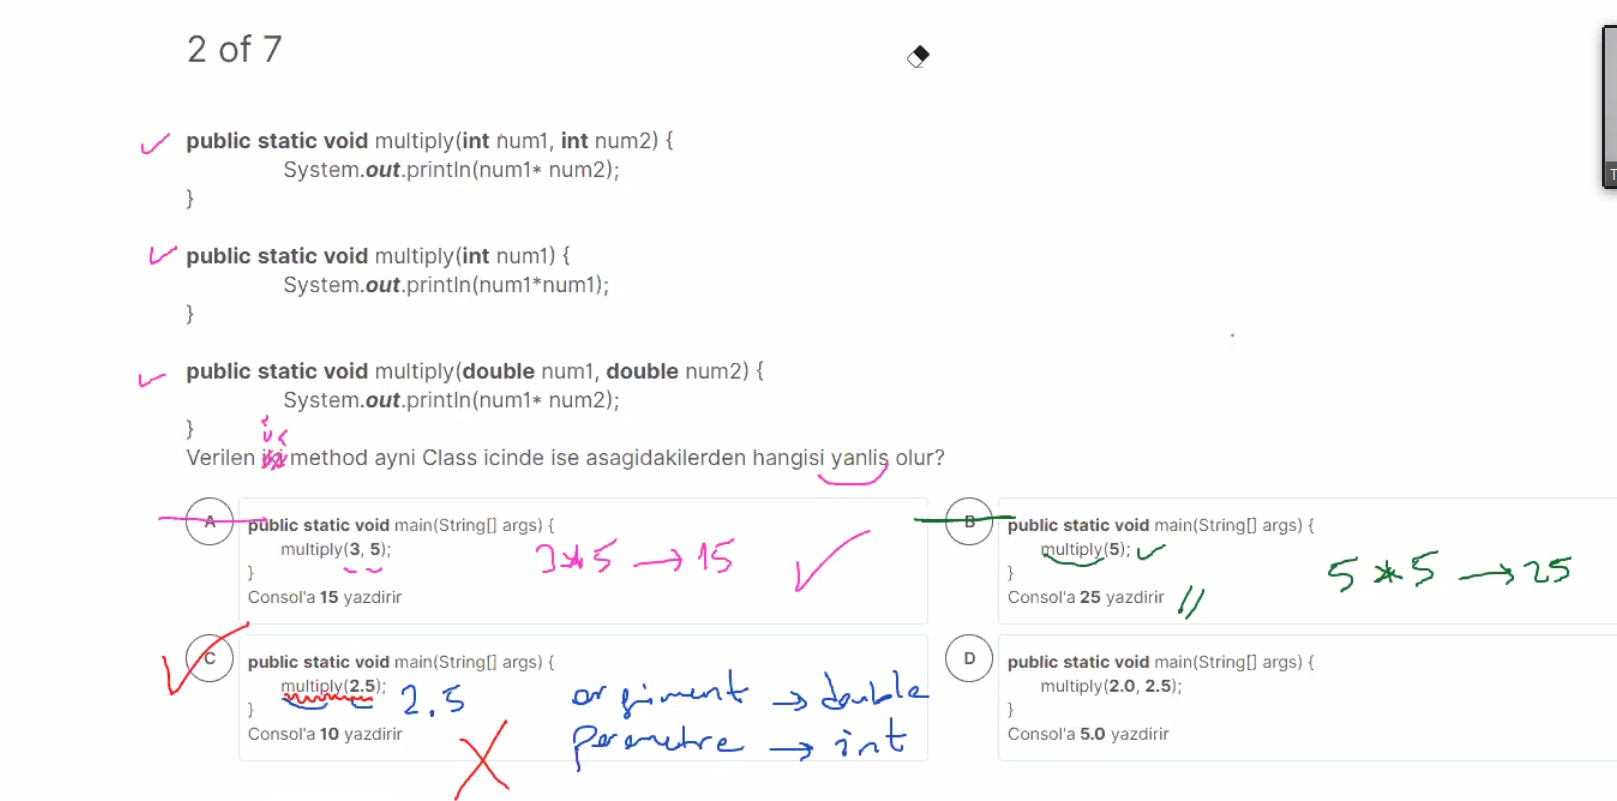 2 of 7
public static void multiply(int num1, int num2) {
System.out.println(num1* num2);
}
public static void multiply(int num1) {
System.out.println(num1*num1);
}
public static void multiply(double num1, double num2) {
System.out.println(num1* num2);
}
Verilen method ayni Class icinde ise asagidakilerden hangisi yanlis olur?
A
public static void main(String[] args) {
multiply(3, 5);
}
Consol'a 15 yazdirir
3*5 → 15
B
public static void main(String[] args) {
multiply(5);
}
Consol'a 25 yazdirir
5 * 5 → 25
C
public static void main(String[] args) {
multiply(2.5);
}
Consol'a 10 yazdirir
2.5
argiment → double
perametre → int
D
public static void main(String[] args) {
multiply(2.0, 2.5);
}
Consol'a 5.0 yazdirir
T